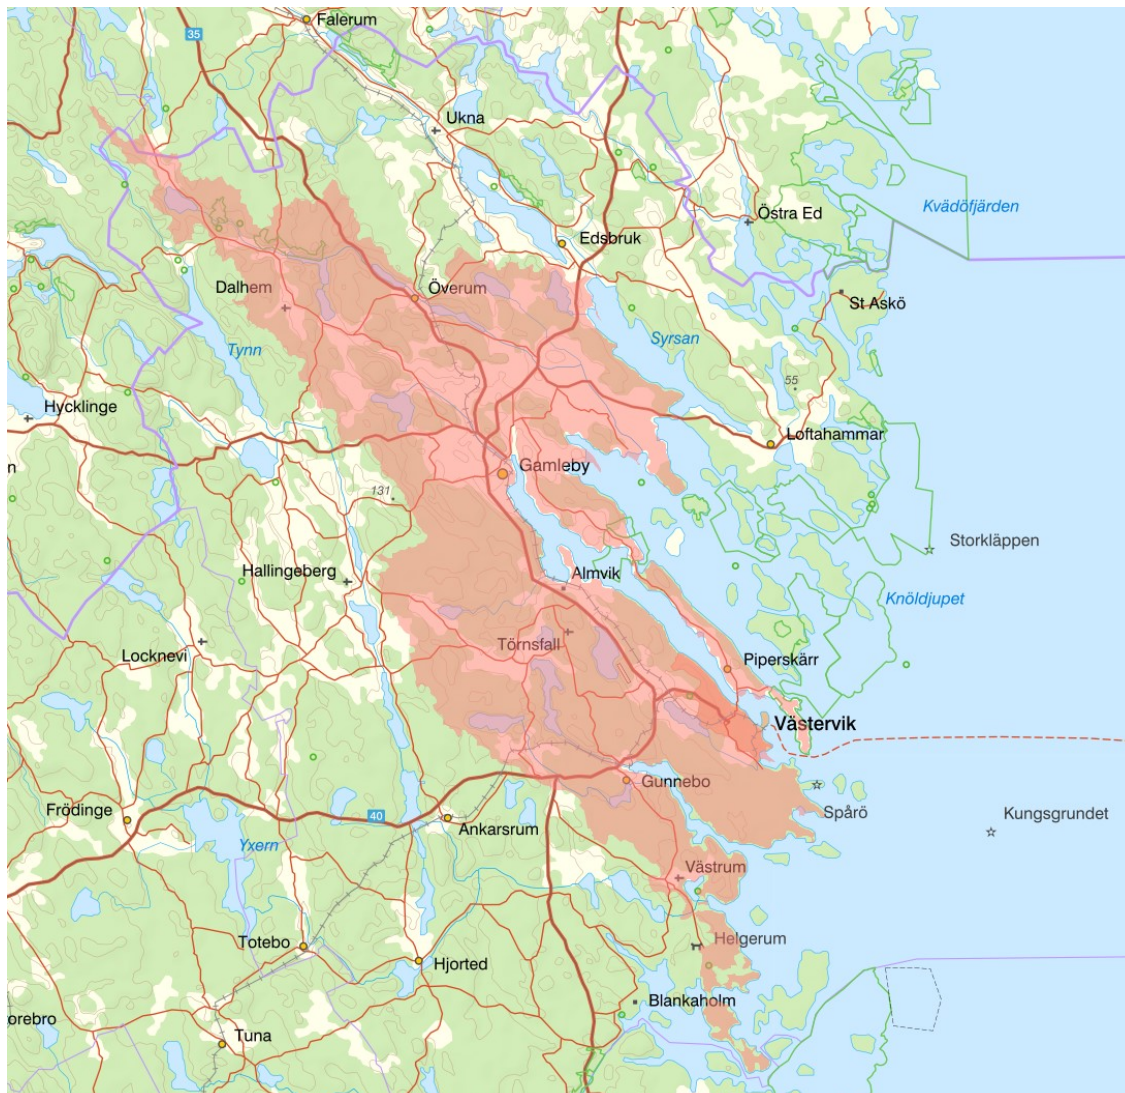 Falerum
35
Ukna
Kvädöfjärden
Östra Ed
Edsbruk
Dalhem
Överum
St Askö
Syrsan
Tynn
55
Hycklinge
Loftahammar
n
Gamleby
131
Storkläppen
Hallingeberg
Almvik
Knöldjupet
Törnsfall
Locknevi
Piperskärr
Västervik
Gunnebo
Frödinge
40
Spårö
Kungsgrundet
Ankarsrum
Yxern
Västrum
Totebo
Helgerum
Hjorted
Blankaholm
orebro
Tuna